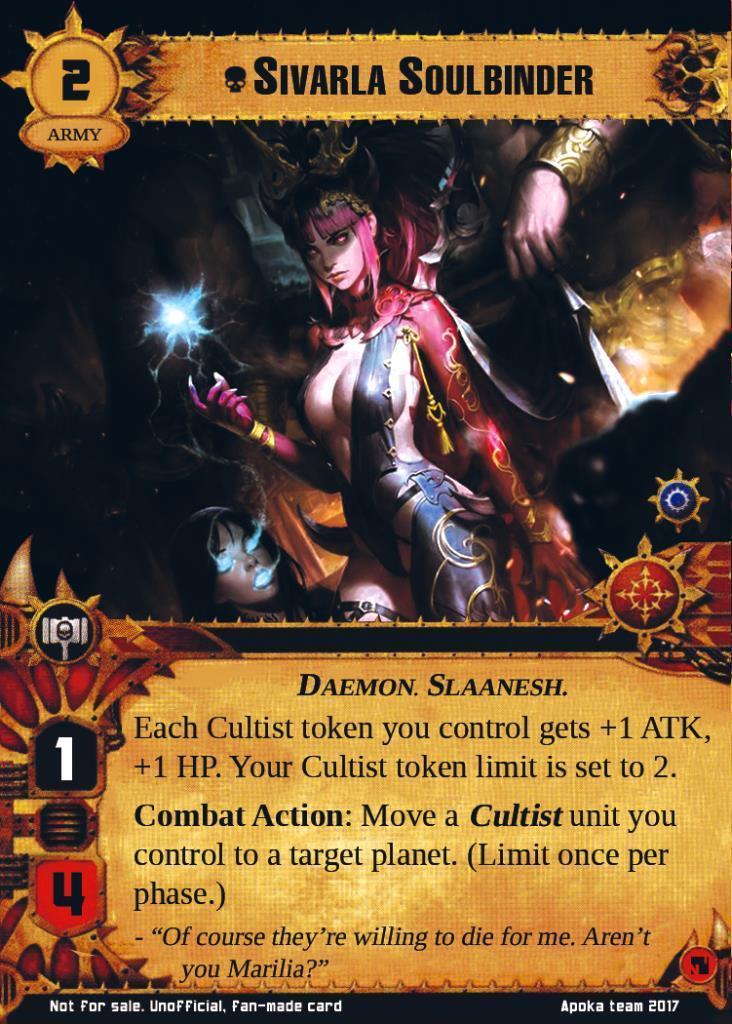 2
ARMY
SIVARLA SOULBINDER
DAEMON. SLAANESH.
1
4
Each Cultist token you control gets +1 ATK,
+1 HP. Your Cultist token limit is set to 2.
Combat Action: Move a Cultist unit you
control to a target planet. (Limit once per
phase.)
- “Of course they’re willing to die for me. Aren’t
you Marilia?”
Not for sale. Unofficial, fan-made card
Apoka team 2017